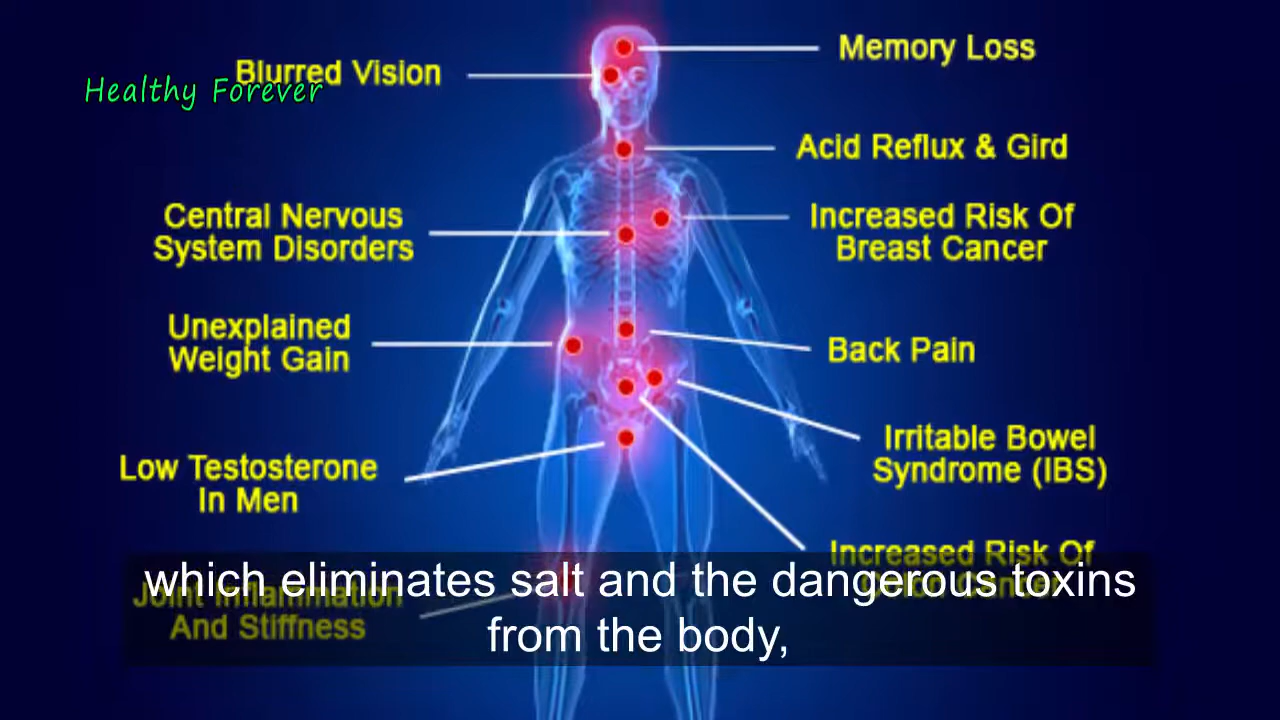 Memory Loss
Blurred Vision
Healthy Forever
Acid Reflux & Gird
Central Nervous
System Disorders
Increased Risk Of
Breast Cancer
Unexplained
Weight Gain
Back Pain
Irritable Bowel
Syndrome (IBS)
Low Testosterone
In Men
Increased Risk Of
Joint Inflammation
And Stiffness
which eliminates salt and the dangerous toxins
from the body,